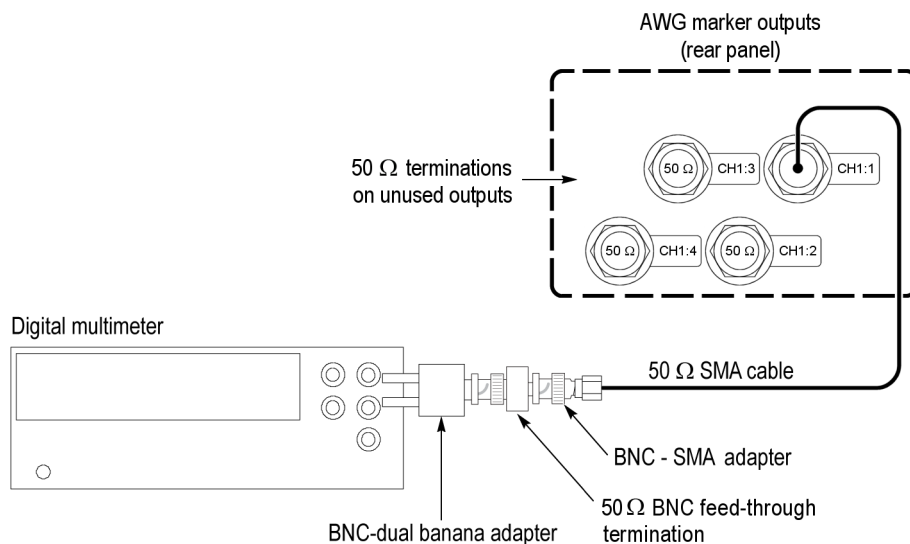 AWG marker outputs
(rear panel)
50 Ω terminations
on unused outputs
50 Ω
CH1:3
CH1:1
50 Ω
CH1:4
50 Ω
CH1:2
Digital multimeter
50 Ω SMA cable
BNC - SMA adapter
50 Ω BNC feed-through
termination
BNC-dual banana adapter